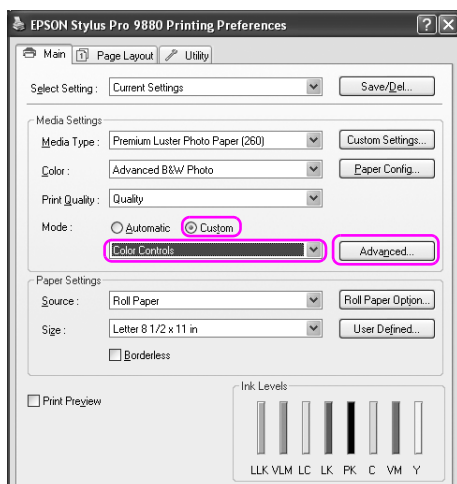 EPSON Stylus Pro 9880 Printing Preferences
Main Page Layout Utility
Select Setting : Current Settings Save/Del...
Media Settings
Media Type : Premium Luster Photo Paper (260) Custom Settings...
Color : Advanced B&W Photo Paper Config...
Print Quality : Quality
Mode : Automatic Custom
Color Controls Advanced...
Paper Settings
Source : Roll Paper Roll Paper Option...
Size : Letter 8 1/2 x 11 in User Defined...
Borderless
Print Preview
Ink Levels
LLK VLM LC LK PK C VM Y